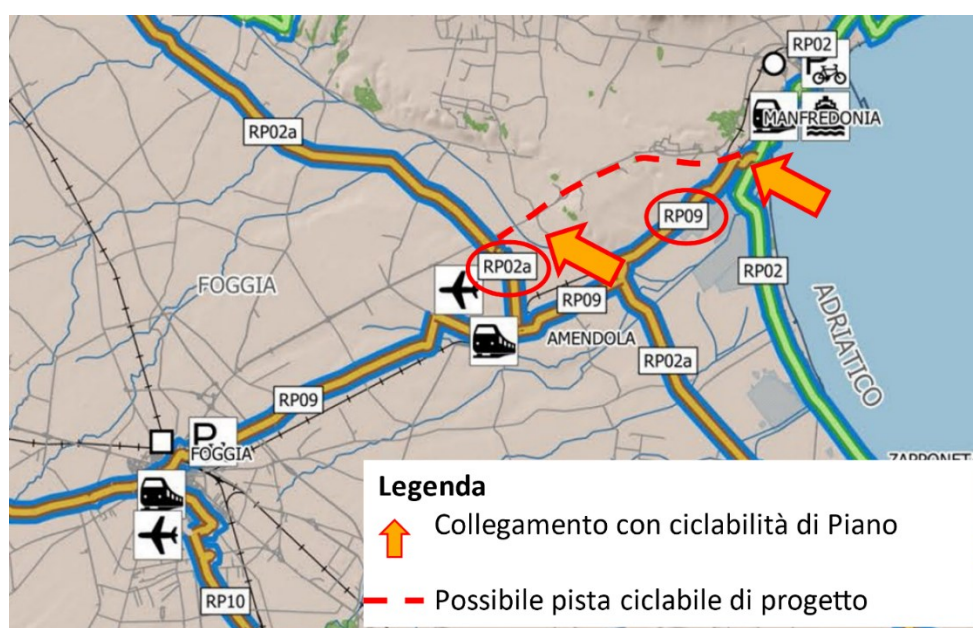 RP02
P
MANFREDONIA
RP02a
RP09
RP02a
FOGGIA
RP02
RP09
ADRIATICO
AMENDOLA
RP02a
RP09
P
FOGGIA
ZAPPONET
RP10
Legenda
Collegamento con ciclabilità di Piano
Possibile pista ciclabile di progetto